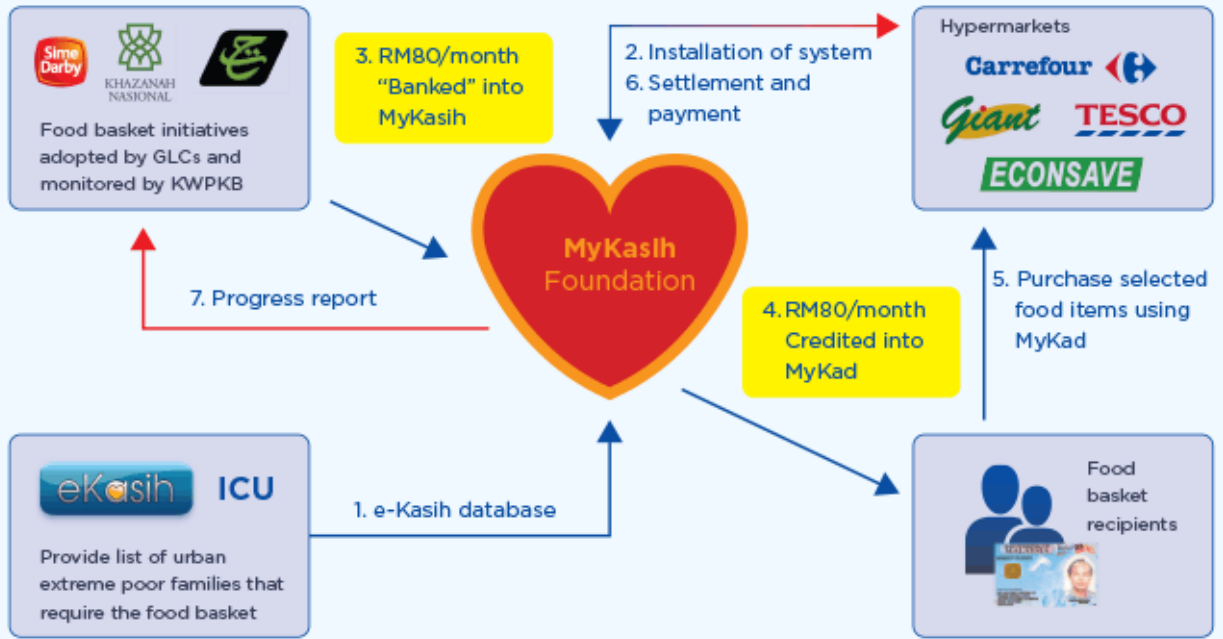 Sime
Darby
KHAZANAH
NASIONAL
Food basket initiatives
adopted by GLCs and
monitored by KWPKB
3. RM80/month
“Banked” into
MyKasih
2. Installation of system
6. Settlement and
payment
Hypermarkets
Carrefour
Giant
TESCO
ECONSAVE
MyKasih
Foundation
7. Progress report
4. RM80/month
Credited into
MyKad
5. Purchase selected
food items using
MyKad
eKasih
ICU
Provide list of urban
extreme poor families that
require the food basket
1. e-Kasih database
Food
basket
recipients
MALAYSIA